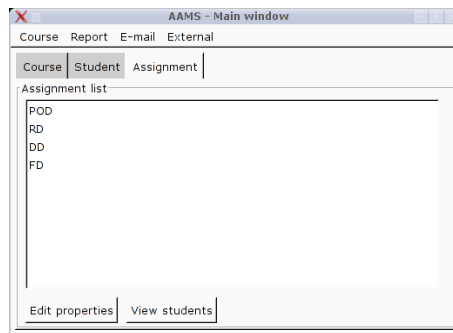 AAMS - Main window
Course Report E-mail External
Course Student Assignment
Assignment list
POD
RD
DD
FD
Edit properties View students